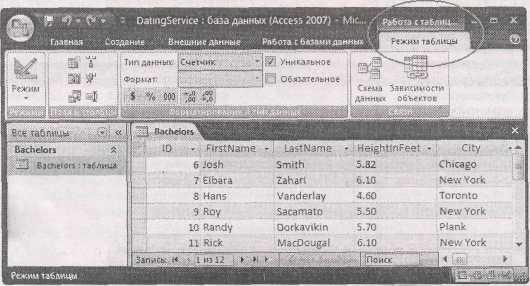 DatingService : база данных (Access 2007) - Mic...
Работа с таблиц...
Главная Создание Внешние данные Работа с базами данных Режим таблицы
Режим
Тип данных: Счетчик
Формат:
$ % 000
Уникальное
Обязательное
Схема данных
Зависимости объектов
Режимы
Форматирование и тип данных
Связи
Все таблицы
Bachelors
Bachelors : таблица
Bachelors
ID FirstName LastName HeightInFeet City
6 Josh Smith 5.82 Chicago
7 Elbara Zahari 6.10 New York
8 Hans Vanderlay 4.60 Toronto
9 Roy Sacamato 5.50 New York
10 Randy Dorkavikin 5.70 Plank
11 Rick MacDougal 6.10 New York
Запись: 1 из 12 Поиск
Режим таблицы